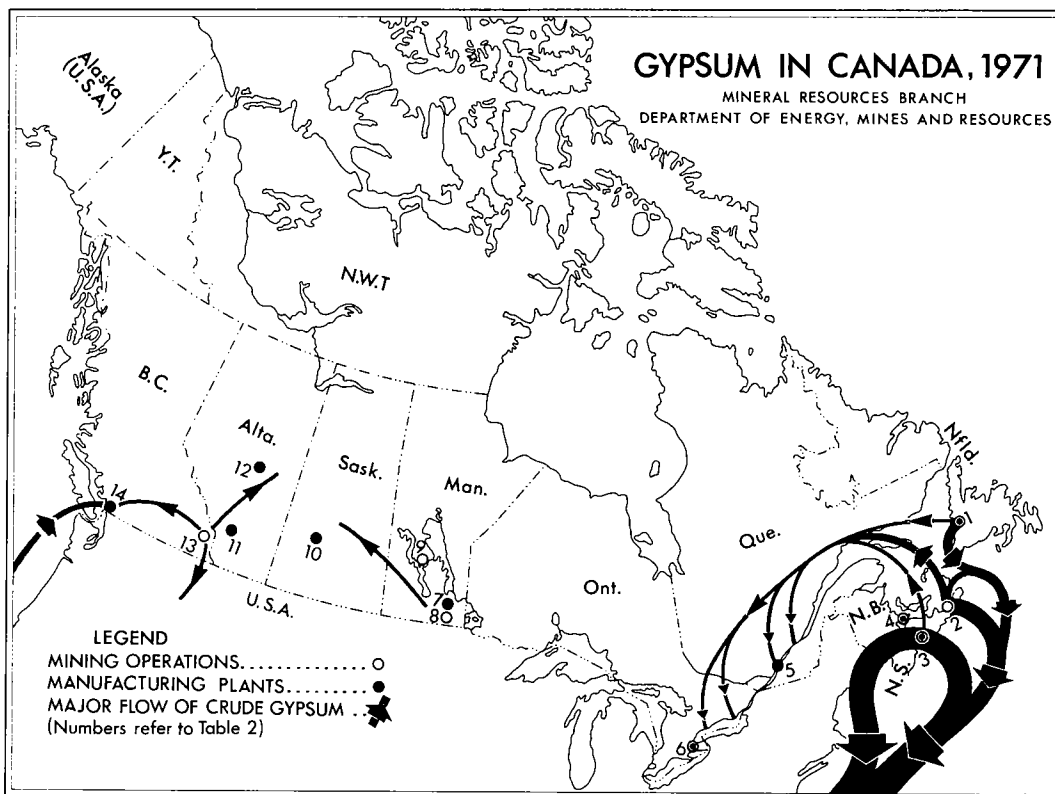 GYPSUM IN CANADA, 1971
MINERAL RESOURCES BRANCH
DEPARTMENT OF ENERGY, MINES AND RESOURCES
Alaska
(U.S.A.)
Y.T.
N.W.T
B.C.
Alta.
Sask.
Man.
Ont.
Que.
Nfld.
N.B.
N.S.
U.S.A.
14
13
12
11
10
9
7
8
6
5
4
3
2
1
LEGEND
MINING OPERATIONS..................
MANUFACTURING PLANTS..........
MAJOR FLOW OF CRUDE GYPSUM ..
(Numbers refer to Table 2)